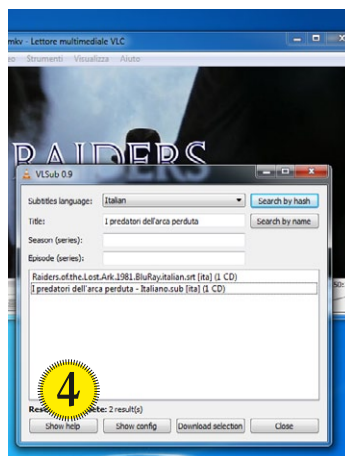 mkv - Lettore multimediale VLC
Strumenti Visualizza Aiuto
RAIDERS
VLSub 0.9
Subtitles language: Italian Search by hash
Title: I predatori dell'arca perduta Search by name
Season (series):
Episode (series):
Raiders.of.the.Lost.Ark.1981.BluRay.italian.srt [ita] (1 CD)
I predatori dell'arca perduta - Italiano.sub [ita] (1 CD)
4
2 result(s)
Show help Show config Download selection Close